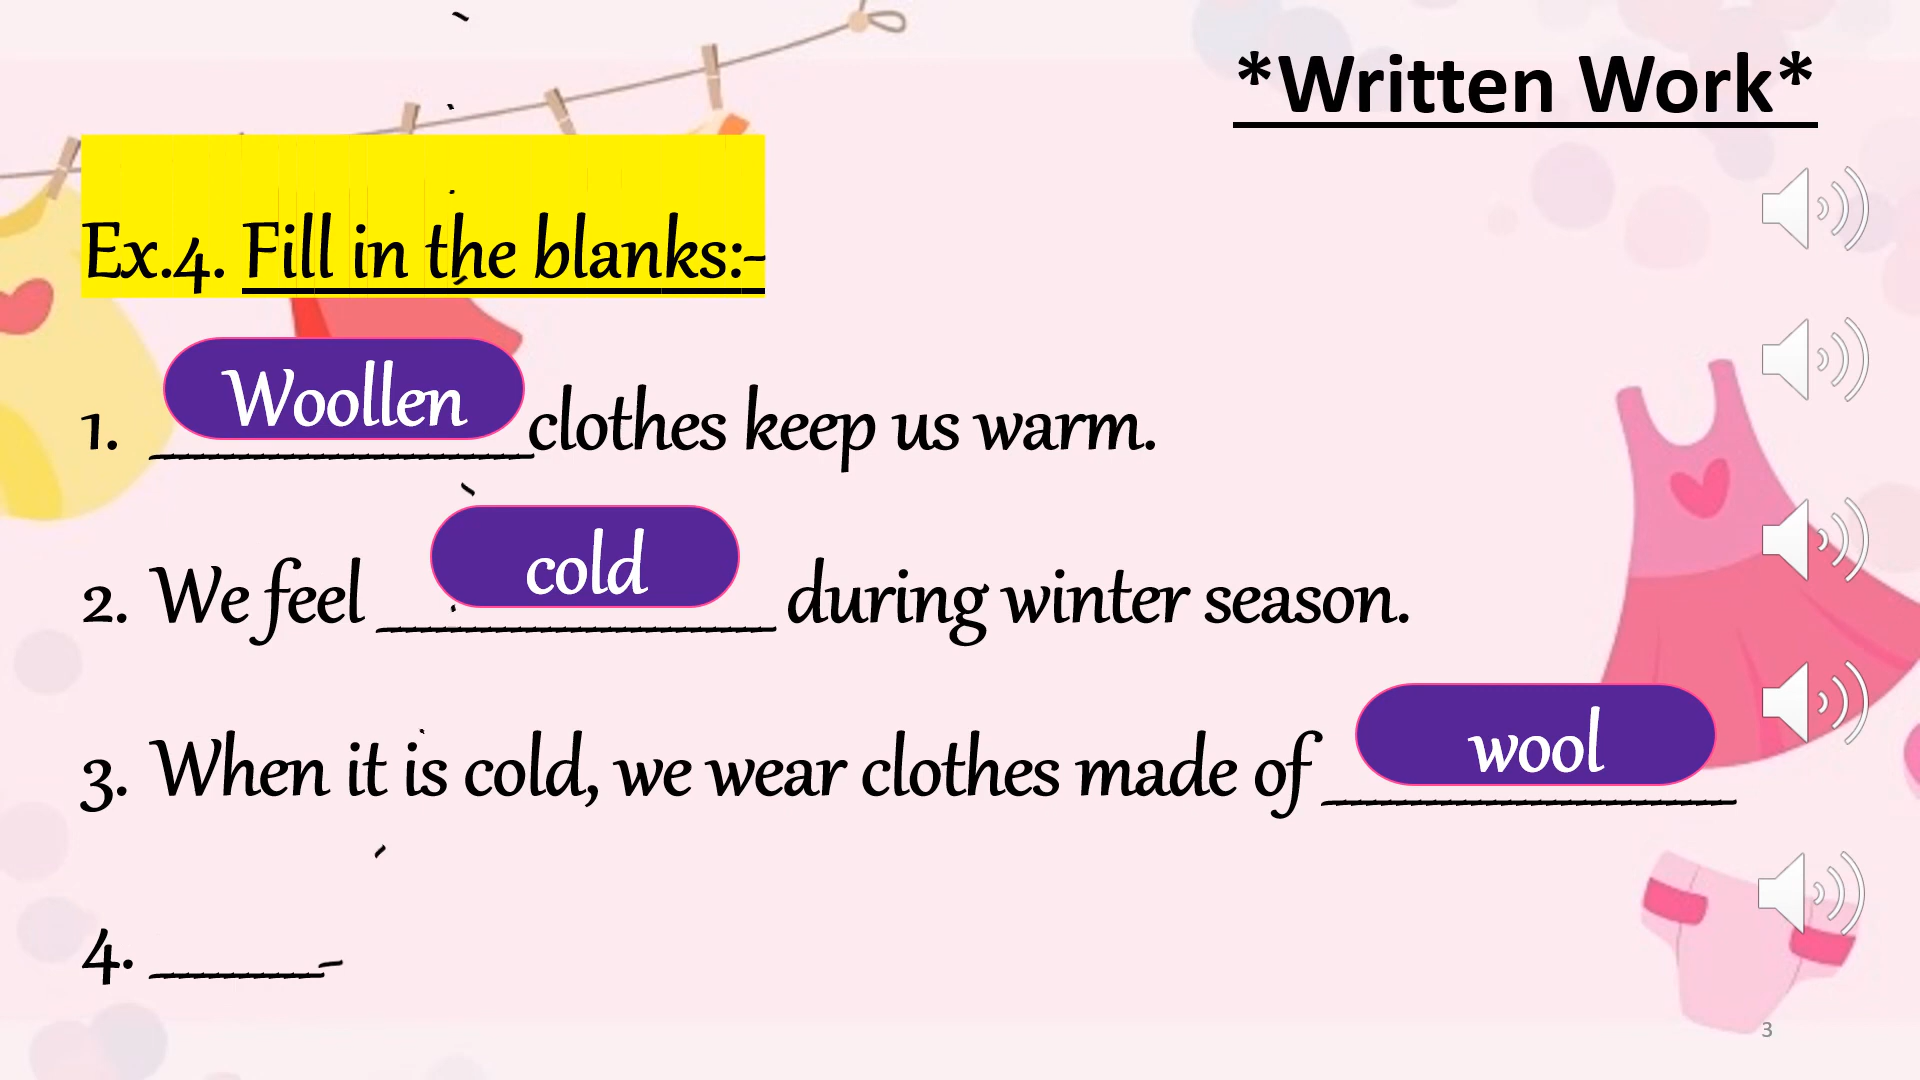 *Written Work*
Ex.4. Fill in the blanks:-
1. Woollen clothes keep us warm.
2. We feel cold during winter season.
3. When it is cold, we wear clothes made of wool
4. ____________-
3